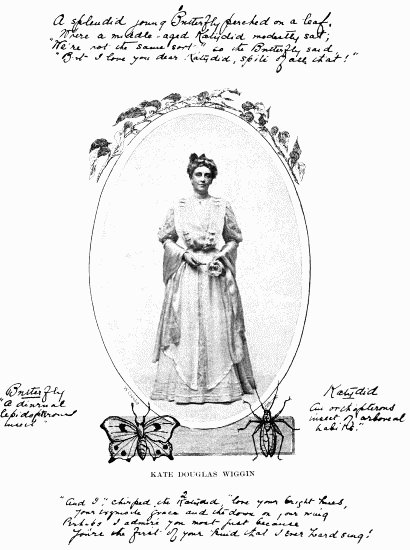 A splendid young Butterfly perched on a leaf,
Where a middle-aged Katydid modestly sat;
"We're not the same sort" so the Butterfly said
"But I love you dear Katydid, spite of all that!"
Butterfly
"A diurnal
lepidopterous
insect"
Katydid
An orthopterous
insect of arboreal
habits."
KATE DOUGLAS WIGGIN
"And I", chirped the Katydid, "love your bright hues,
Your exquisite grace and the down on your wing
Perhaps I admire you most just because
You're the first of your kind that I ever heard sing!